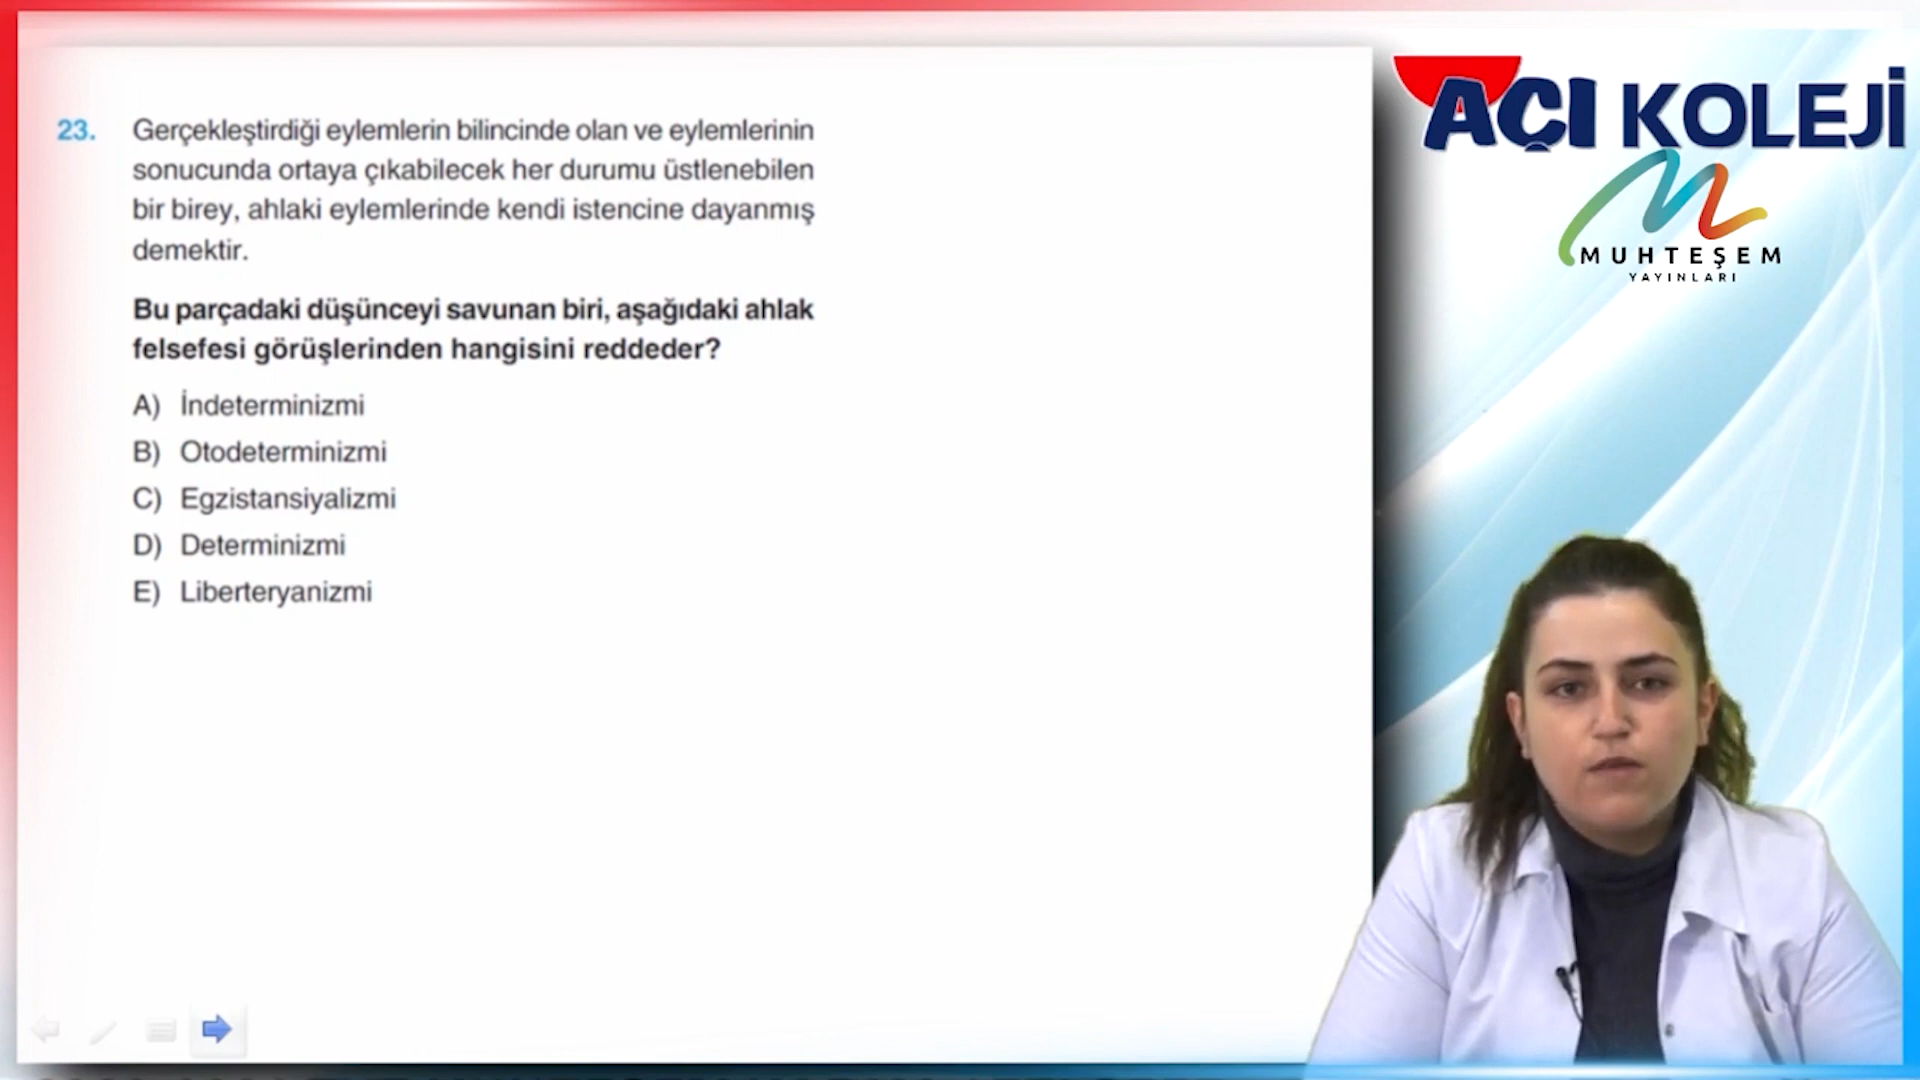 AÇI KOLEJİ
MUHTEŞEM
YAYINLARI
23. Gerçekleştirdiği eylemlerin bilincinde olan ve eylemlerinin
sonucunda ortaya çıkabilecek her durumu üstlenebilen
bir birey, ahlaki eylemlerinde kendi istencine dayanmış
demektir.
Bu parçadaki düşünceyi savunan biri, aşağıdaki ahlak
felsefesi görüşlerinden hangisini reddeder?
A) İndeterminizmi
B) Otodeterminizmi
C) Egzistansiyalizmi
D) Determinizmi
E) Liberteryanizmi